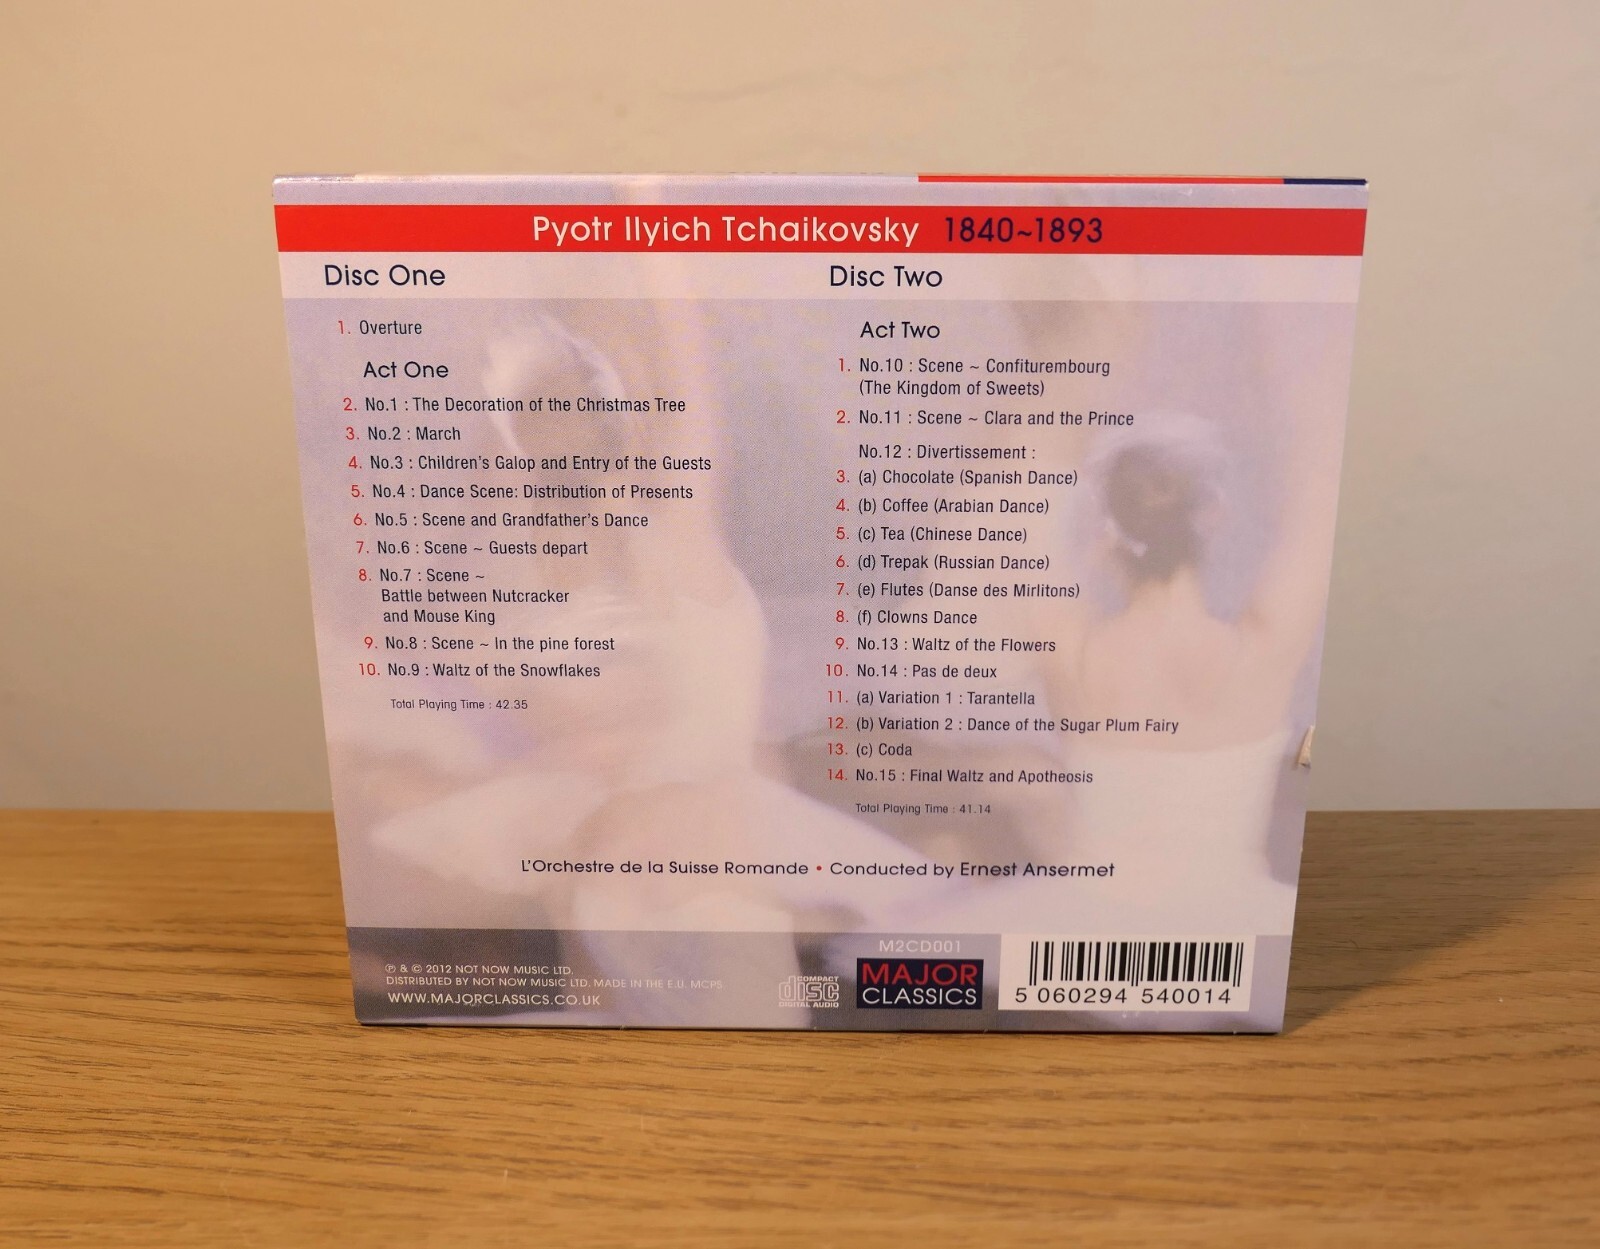 Pyotr Ilyich Tchaikovsky 1840~1893
Disc One
1. Overture
Act One
2. No.1 : The Decoration of the Christmas Tree
3. No.2 : March
4. No.3 : Children's Galop and Entry of the Guests
5. No.4 : Dance Scene: Distribution of Presents
6. No.5 : Scene and Grandfather's Dance
7. No.6 : Scene ~ Guests depart
8. No.7 : Scene ~
Battle between Nutcracker
and Mouse King
9. No.8 : Scene ~ In the pine forest
10. No.9 : Waltz of the Snowflakes
Total Playing Time : 42.35
Disc Two
Act Two
1. No.10 : Scene ~ Confiturembourg
(The Kingdom of Sweets)
2. No.11 : Scene ~ Clara and the Prince
No.12 : Divertissement :
3. (a) Chocolate (Spanish Dance)
4. (b) Coffee (Arabian Dance)
5. (c) Tea (Chinese Dance)
6. (d) Trepak (Russian Dance)
7. (e) Flutes (Danse des Mirlitons)
8. (f) Clowns Dance
9. No.13 : Waltz of the Flowers
10. No.14 : Pas de deux
11. (a) Variation 1 : Tarantella
12. (b) Variation 2 : Dance of the Sugar Plum Fairy
13. (c) Coda
14. No.15 : Final Waltz and Apotheosis
Total Playing Time : 41.14
L'Orchestre de la Suisse Romande • Conducted by Ernest Ansermet
℗ & © 2012 NOT NOW MUSIC LTD.
DISTRIBUTED BY NOT NOW MUSIC LTD. MADE IN THE E.U. MCPS.
WWW.MAJORCLASSICS.CO.UK
COMPACT
disc
DIGITAL AUDIO
M2CD001
MAJOR
CLASSICS
5 060294 540014